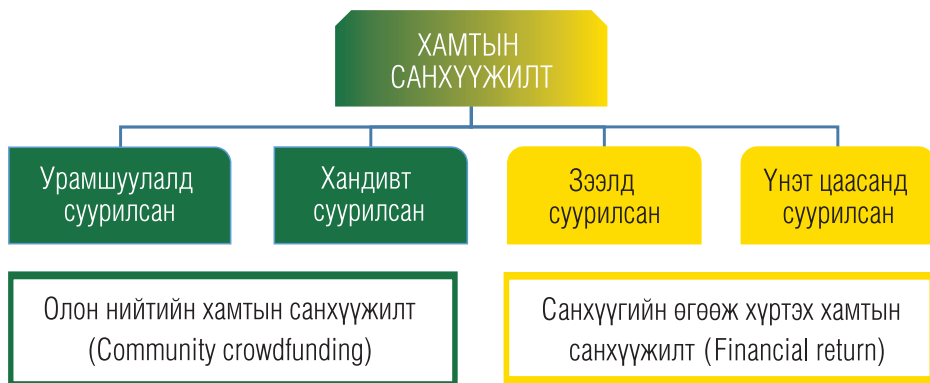 ХАМТЫН
САНХҮҮЖИЛТ
Урамшуулалд
суурилсан
Хандивт
суурилсан
Зээлд
суурилсан
Үнэт цаасанд
суурилсан
Олон нийтийн хамтын санхүүжилт
(Community crowdfunding)
Санхүүгийн өгөөж хүртэх хамтын
санхүүжилт (Financial return)